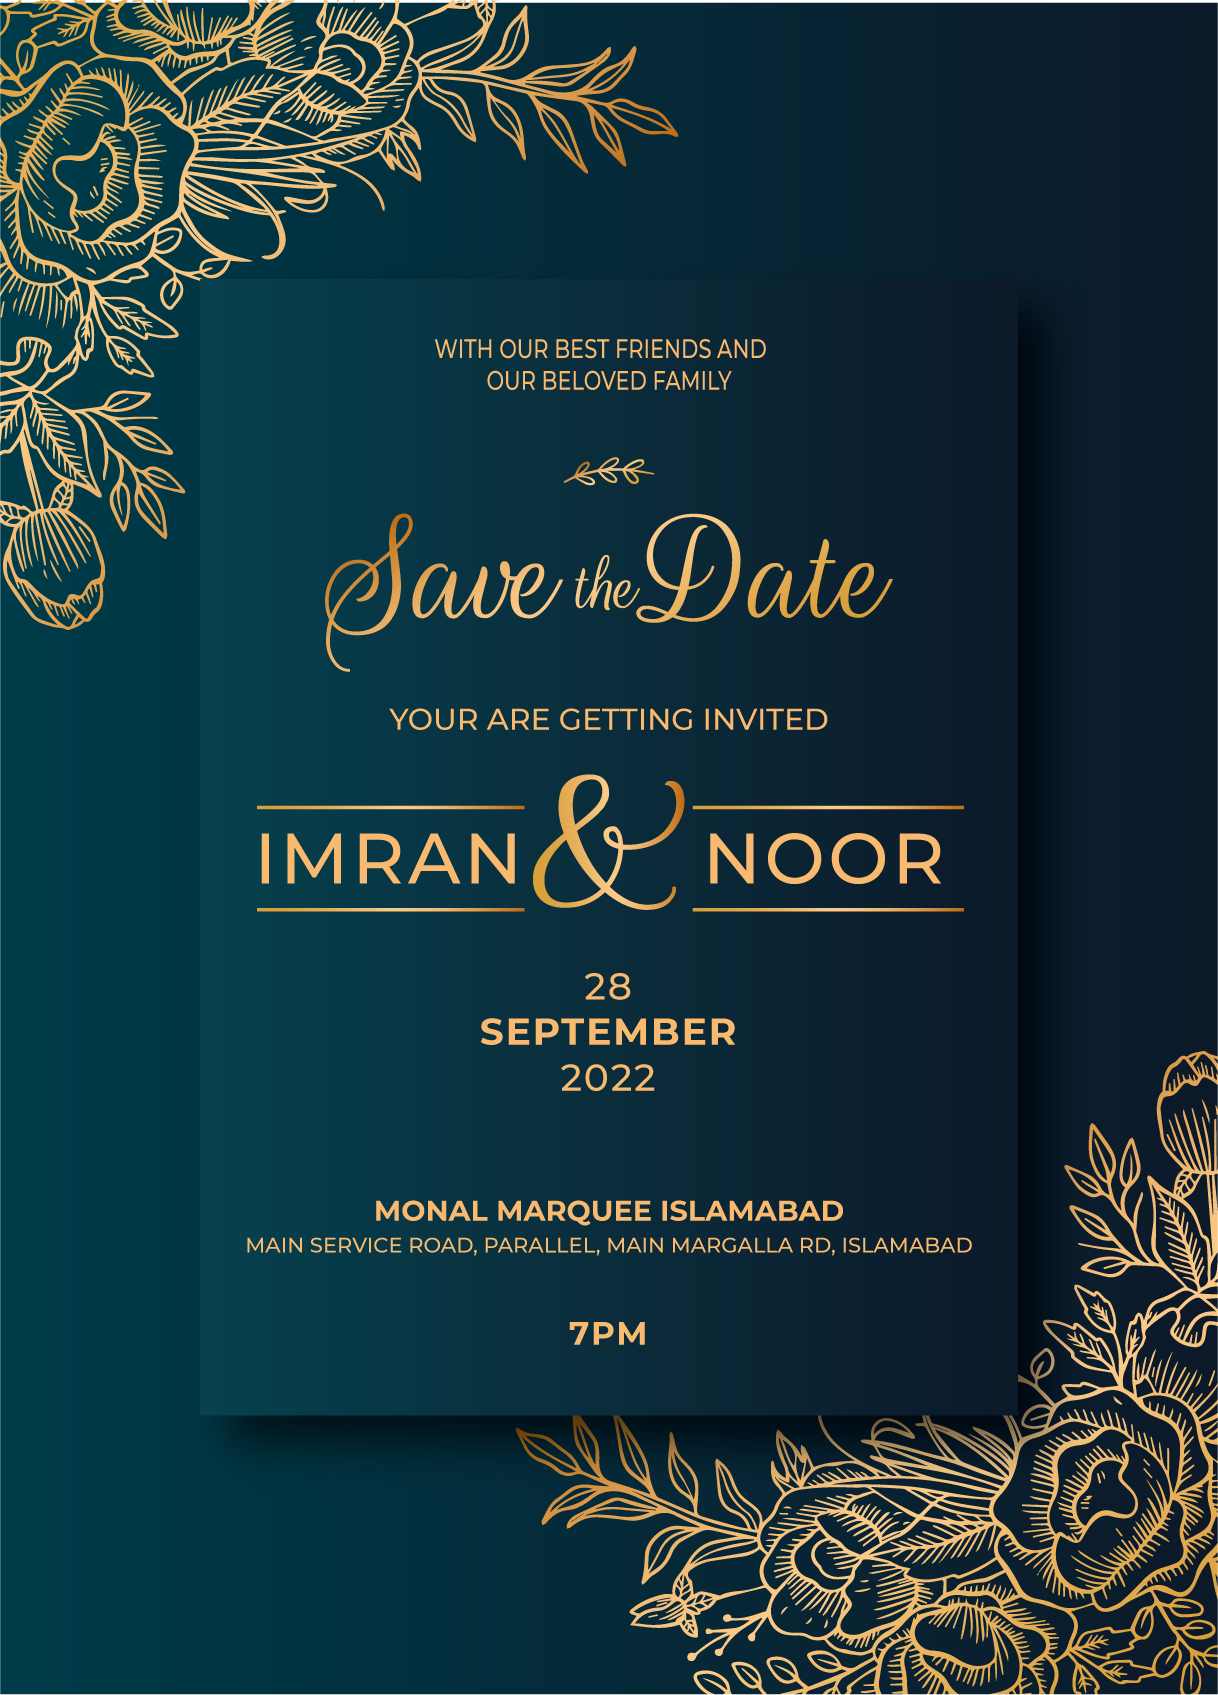 WITH OUR BEST FRIENDS AND
OUR BELOVED FAMILY
Save the Date
YOUR ARE GETTING INVITED
IMRAN & NOOR
28
SEPTEMBER
2022
MONAL MARQUEE ISLAMABAD
MAIN SERVICE ROAD, PARALLEL, MAIN MARGALLA RD, ISLAMABAD
7PM